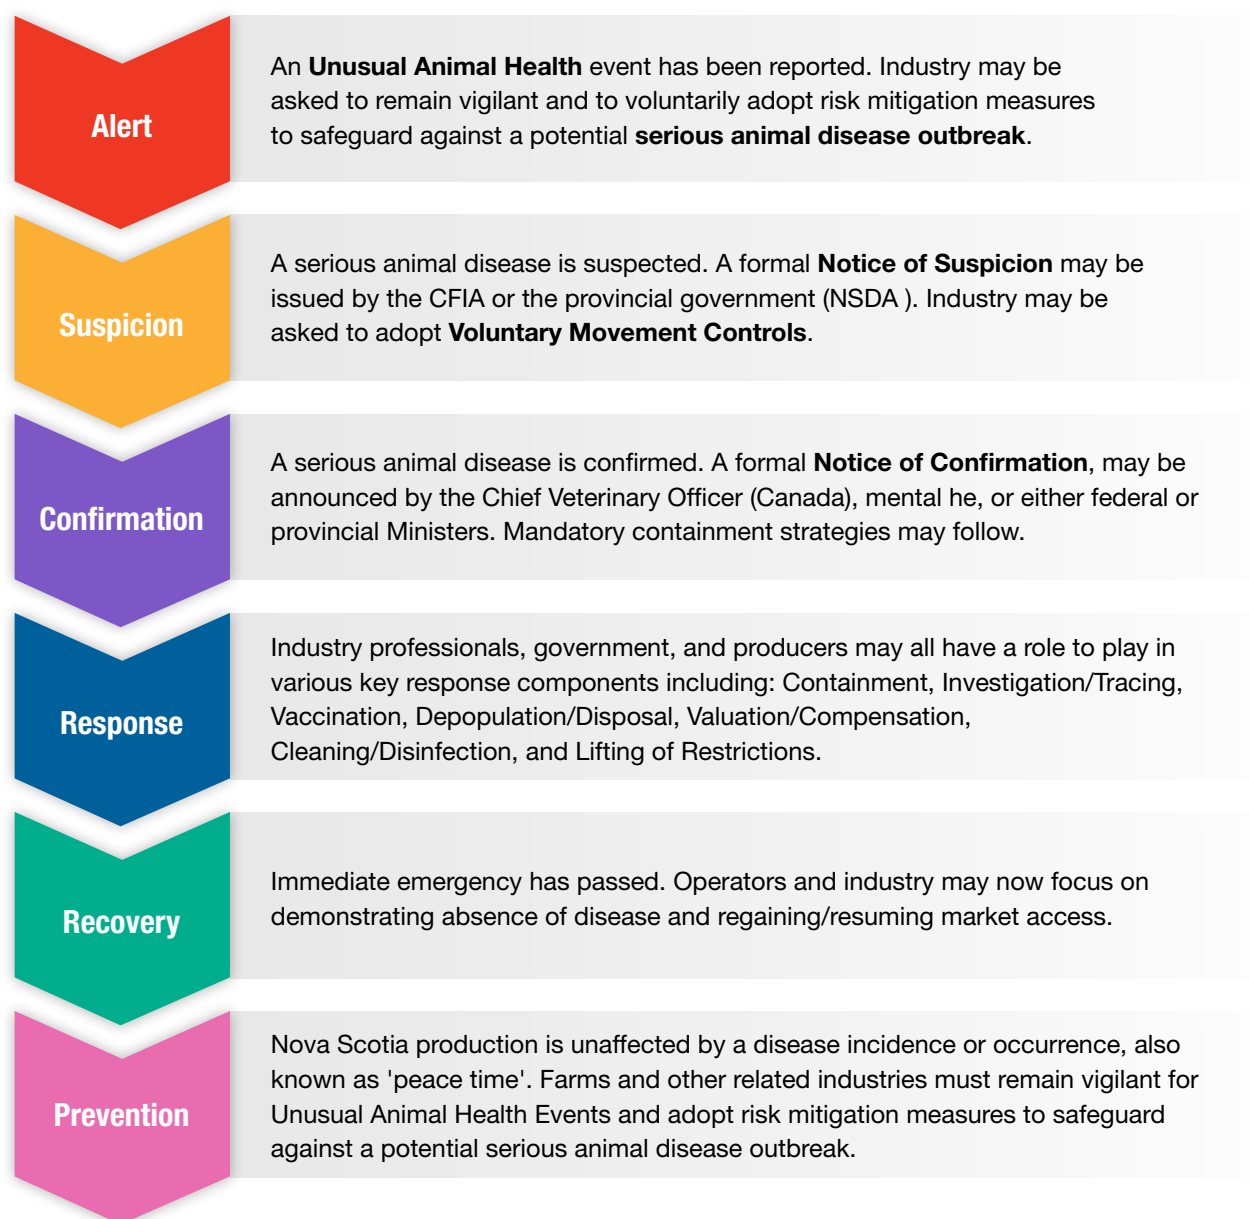 Alert
An Unusual Animal Health event has been reported. Industry may be
asked to remain vigilant and to voluntarily adopt risk mitigation measures
to safeguard against a potential serious animal disease outbreak.
Suspicion
A serious animal disease is suspected. A formal Notice of Suspicion may be
issued by the CFIA or the provincial government (NSDA ). Industry may be
asked to adopt Voluntary Movement Controls.
Confirmation
A serious animal disease is confirmed. A formal Notice of Confirmation, may be
announced by the Chief Veterinary Officer (Canada), mental he, or either federal or
provincial Ministers. Mandatory containment strategies may follow.
Response
Industry professionals, government, and producers may all have a role to play in
various key response components including: Containment, Investigation/Tracing,
Vaccination, Depopulation/Disposal, Valuation/Compensation,
Cleaning/Disinfection, and Lifting of Restrictions.
Recovery
Immediate emergency has passed. Operators and industry may now focus on
demonstrating absence of disease and regaining/resuming market access.
Prevention
Nova Scotia production is unaffected by a disease incidence or occurrence, also
known as 'peace time'. Farms and other related industries must remain vigilant for
Unusual Animal Health Events and adopt risk mitigation measures to safeguard
against a potential serious animal disease outbreak.